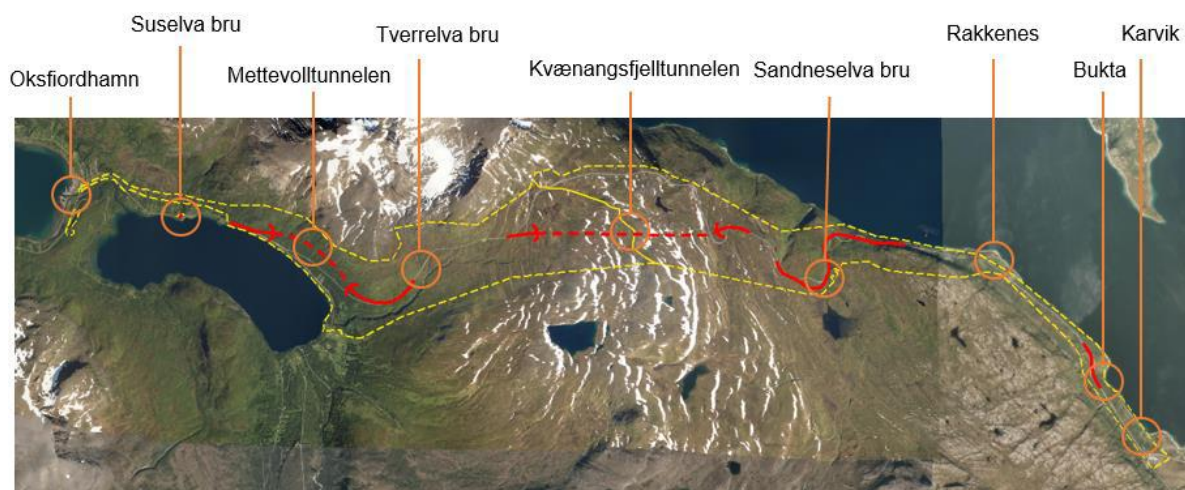 Oksfiordhamn
Suselva bru
Mettevolltunnelen
Tverrelva bru
Kvænangsfjelltunnelen
Sandneselva bru
Rakkenes
Bukta
Karvik